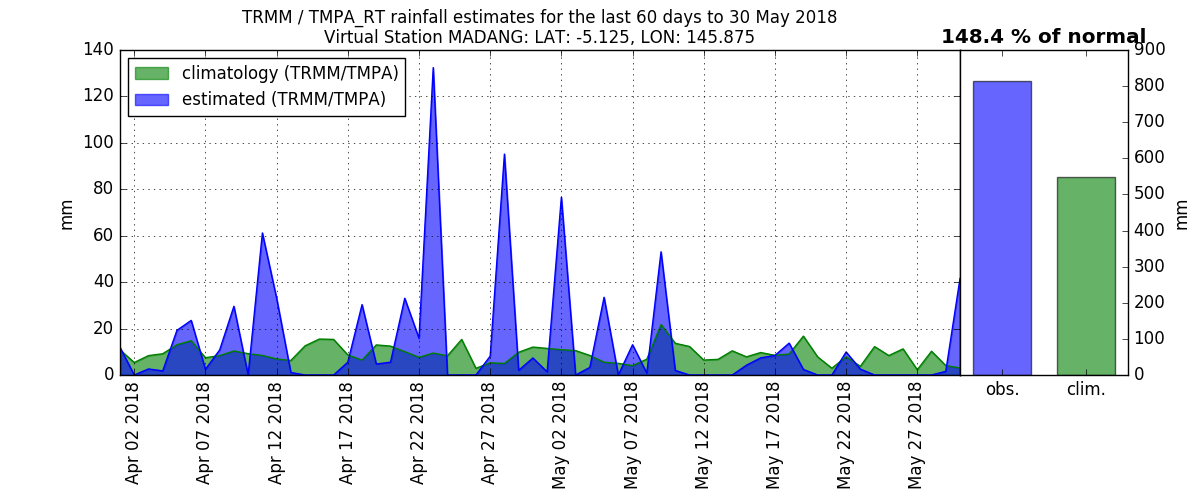 TRMM / TMPA_RT rainfall estimates for the last 60 days to 30 May 2018
Virtual Station MADANG: LAT: -5.125, LON: 145.875
148.4 % of normal
climatology (TRMM/TMPA)
estimated (TRMM/TMPA)
140
120
100
80
60
40
20
0
mm
900
800
700
600
500
400
300
200
100
0
mm
Apr 02 2018
Apr 07 2018
Apr 12 2018
Apr 17 2018
Apr 22 2018
Apr 27 2018
May 02 2018
May 07 2018
May 12 2018
May 17 2018
May 22 2018
May 27 2018
obs.
clim.